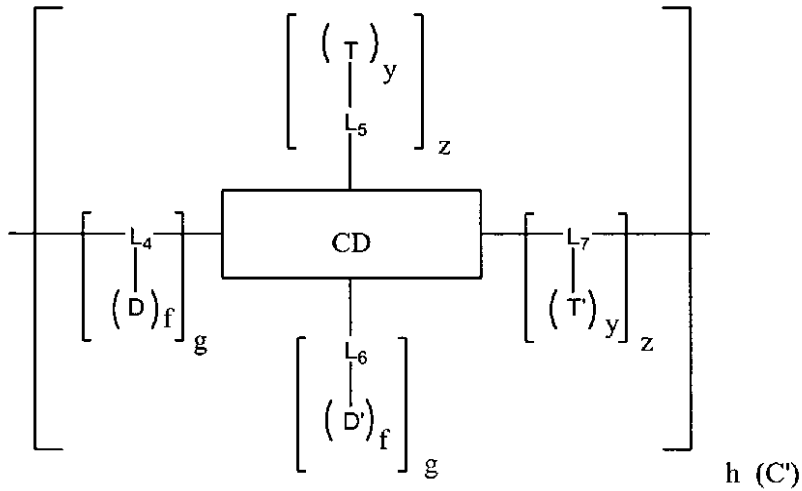 ( T )y
L5
z
L4
CD
L7
( D )f
g
( T' )y
z
L6
( D' )f
g
h (C')